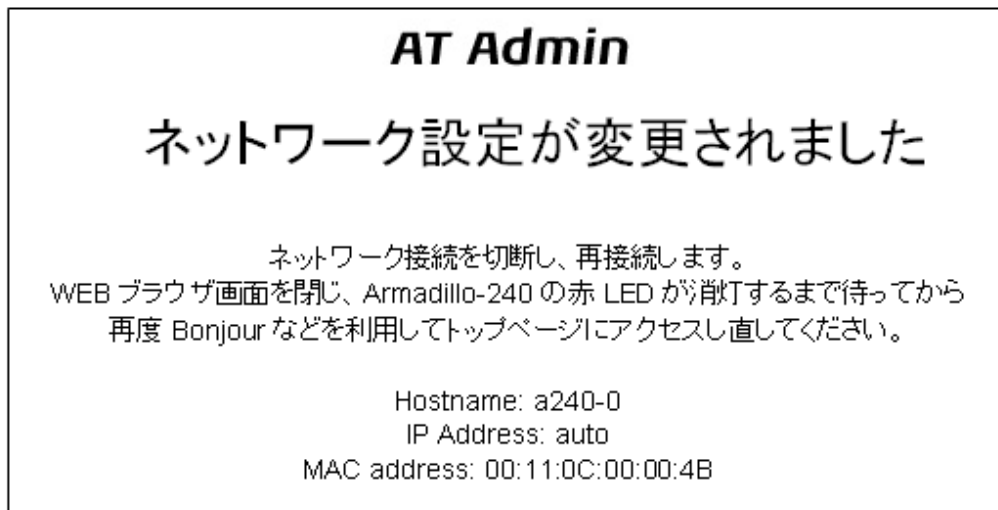 AT Admin
ネットワーク設定が変更されました
ネットワーク接続を切断し、再接続します。
WEB ブラウザ画面を閉じ、Armadillo-240 の赤 LED が消灯するまで待ってから
再度 Bonjour などを利用してトップページにアクセスし直してください。
Hostname: a240-0
IP Address: auto
MAC address: 00:11:0C:00:00:4B